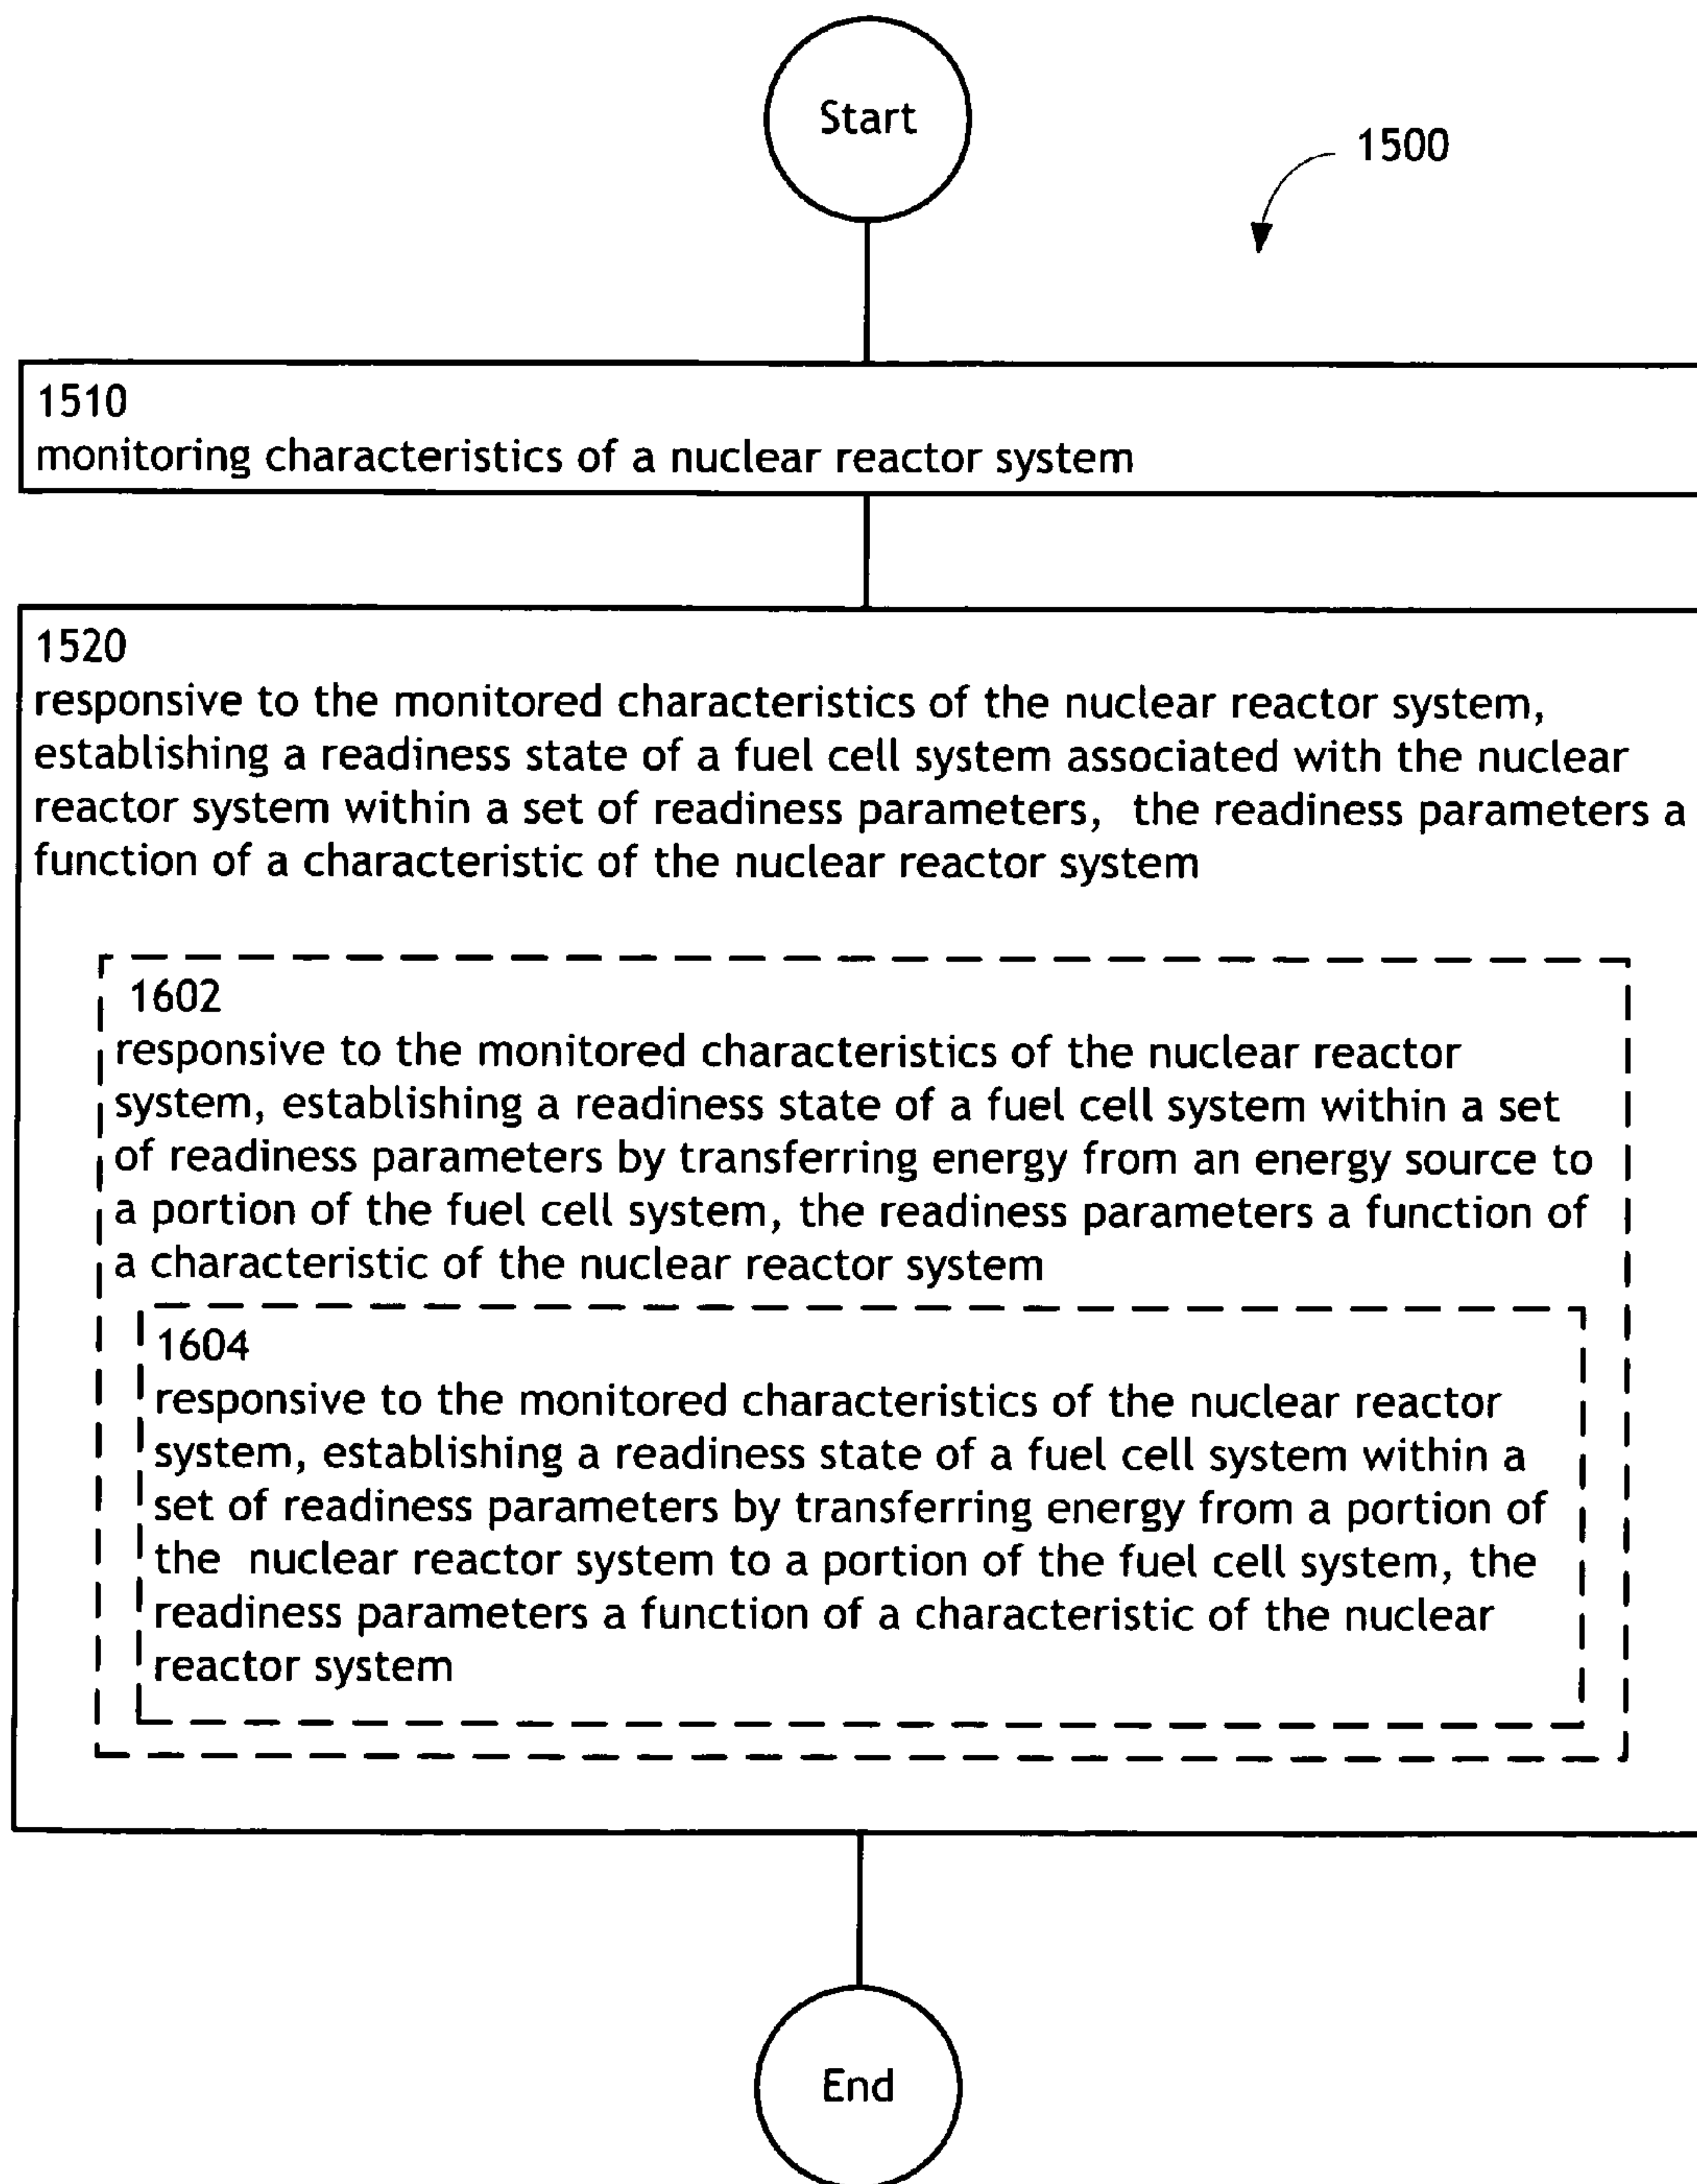 Start
1500
1510
monitoring characteristics of a nuclear reactor system
1520
responsive to the monitored characteristics of the nuclear reactor system,
establishing a readiness state of a fuel cell system associated with the nuclear
reactor system within a set of readiness parameters, the readiness parameters a
function of a characteristic of the nuclear reactor system
1602
responsive to the monitored characteristics of the nuclear reactor
system, establishing a readiness state of a fuel cell system within a set
of readiness parameters by transferring energy from an energy source to
a portion of the fuel cell system, the readiness parameters a function of
a characteristic of the nuclear reactor system
1604
responsive to the monitored characteristics of the nuclear reactor
system, establishing a readiness state of a fuel cell system within a
set of readiness parameters by transferring energy from a portion of
the nuclear reactor system to a portion of the fuel cell system, the
readiness parameters a function of a characteristic of the nuclear
reactor system
End